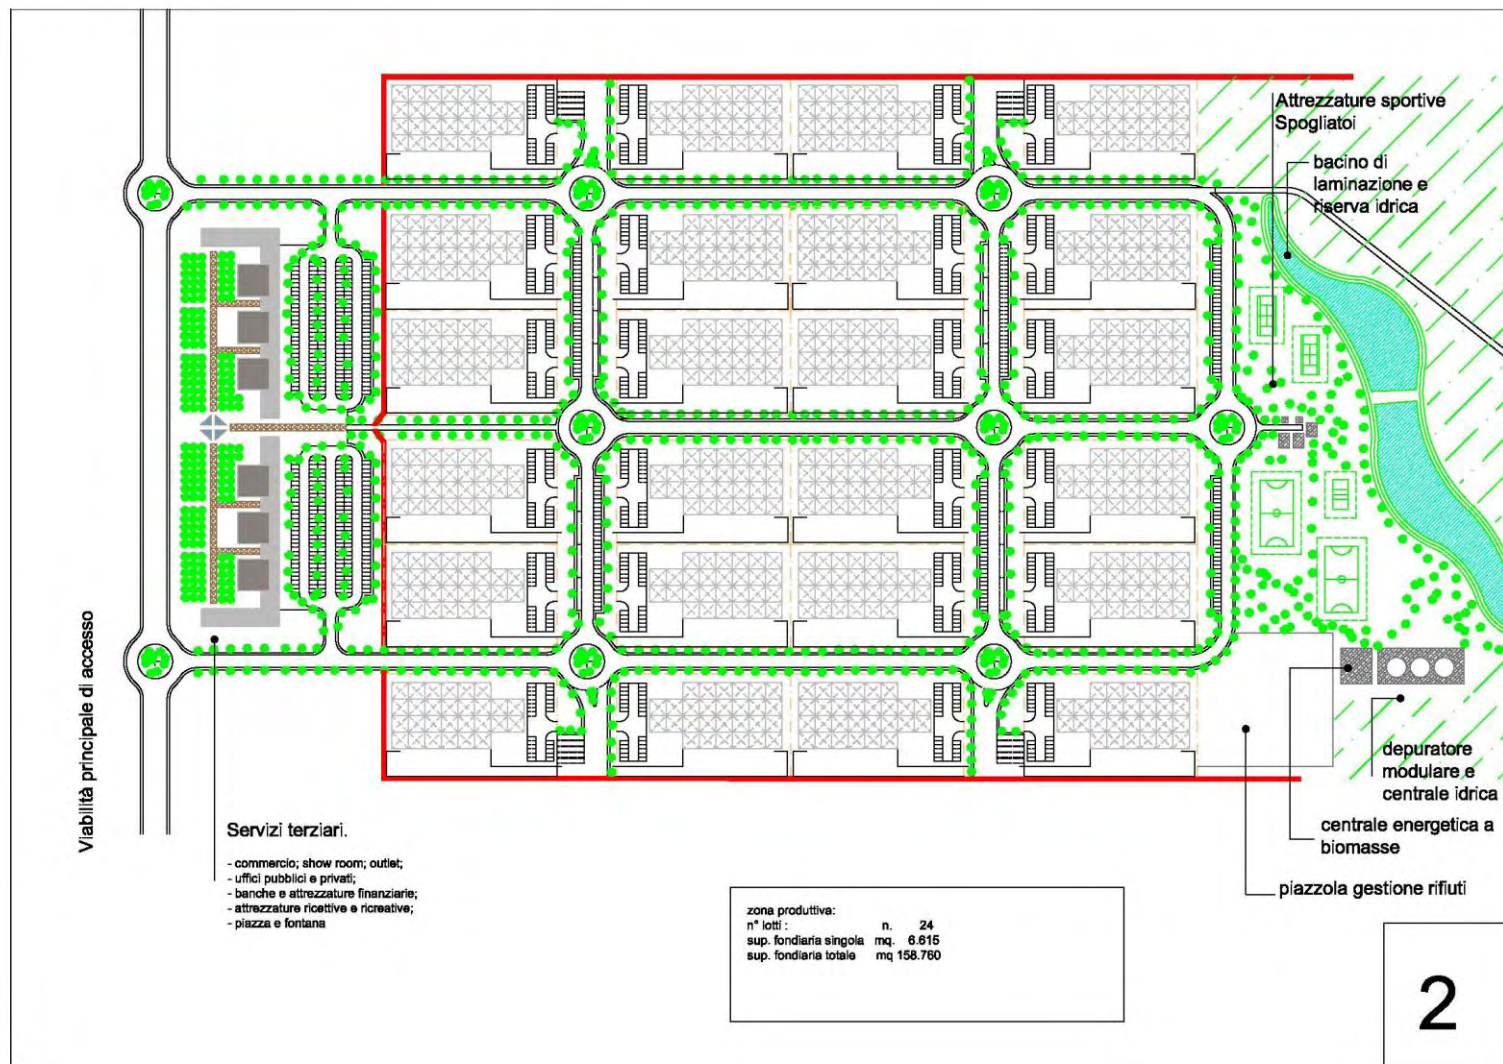 Attrezzature sportive
Spogliatoi
bacino di
laminazione e
riserva idrica
Viabilità principale di accesso
depuratore
modulare e
centrale idrica
centrale energetica a
biomasse
piazzola gestione rifiuti
Servizi terziari.
- commercio; show room; outlet;
- uffici pubblici e privati;
- banche e attrezzature finanziarie;
- attrezzature ricettive e ricreative;
- piazza e fontana
zona produttiva:
n° lotti : n. 24
sup. fondiaria singola mq. 6.615
sup. fondiaria totale mq 158.760
2